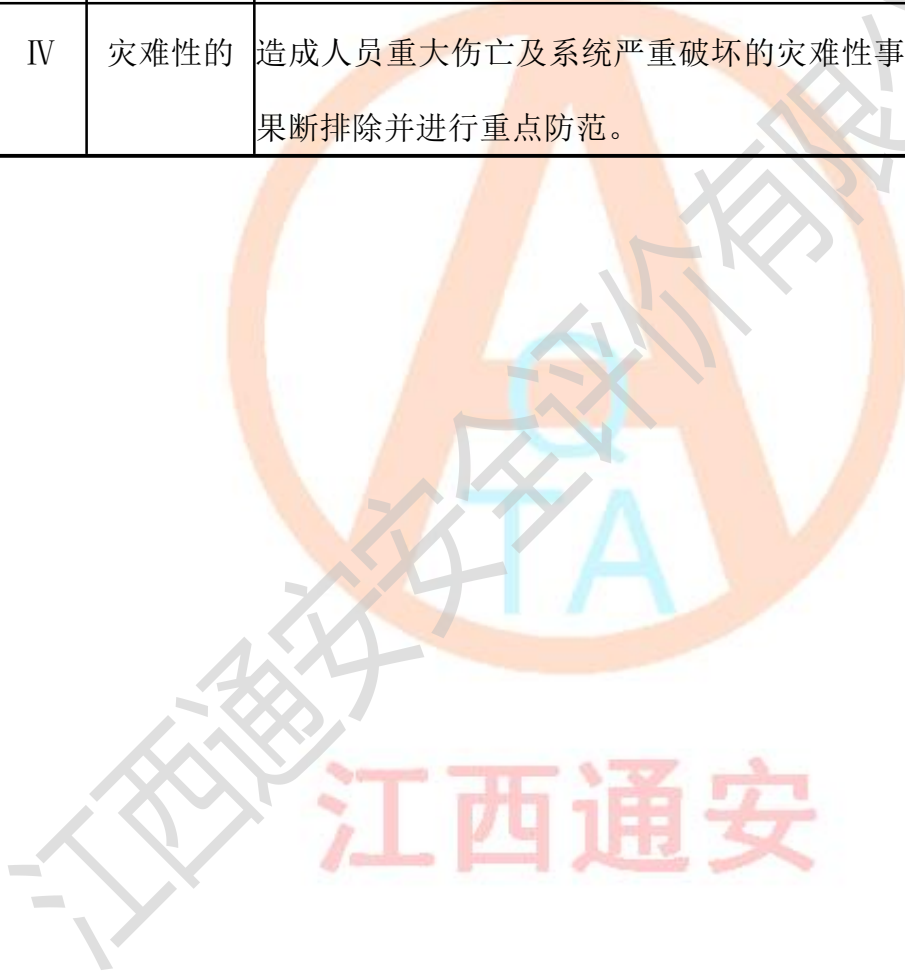 Ⅳ 灾难性的 造成人员重大伤亡及系统严重破坏的灾难性事
果断排除并进行重点防范。
Q
TA
江西通安
江西通安安全评价有限公